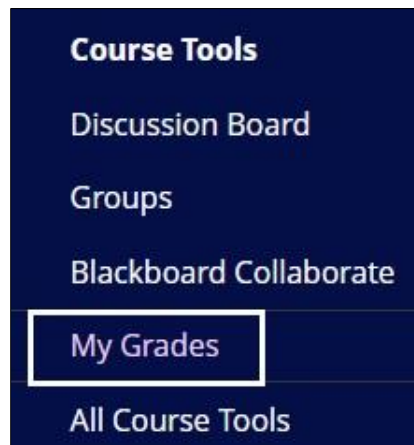 Course Tools
Discussion Board
Groups
Blackboard Collaborate
My Grades
All Course Tools